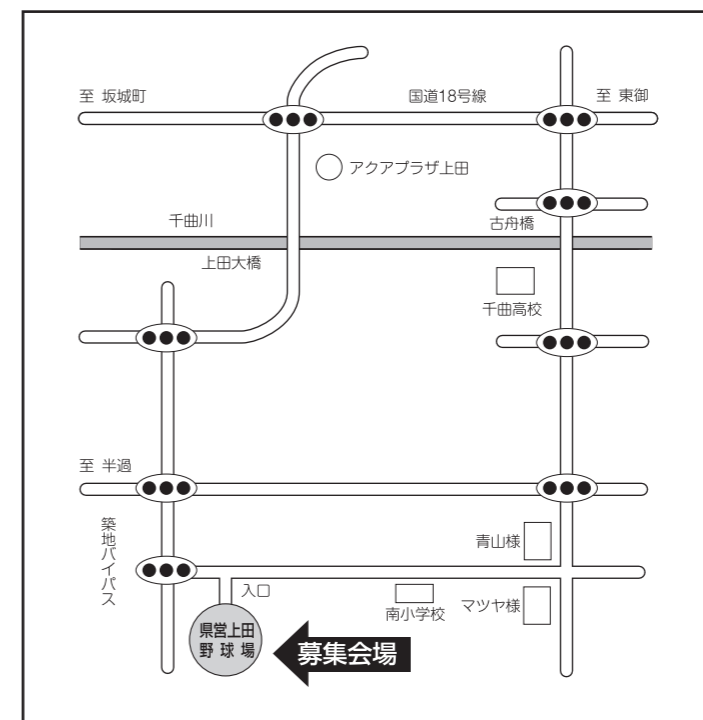 至 坂城町
国道18号線
至 東御
アクアプラザ上田
千曲川
古舟橋
上田大橋
千曲高校
至 半過
築地バイパス
青山様
入口
南小学校
マツヤ様
県営上田
野球場
募集会場